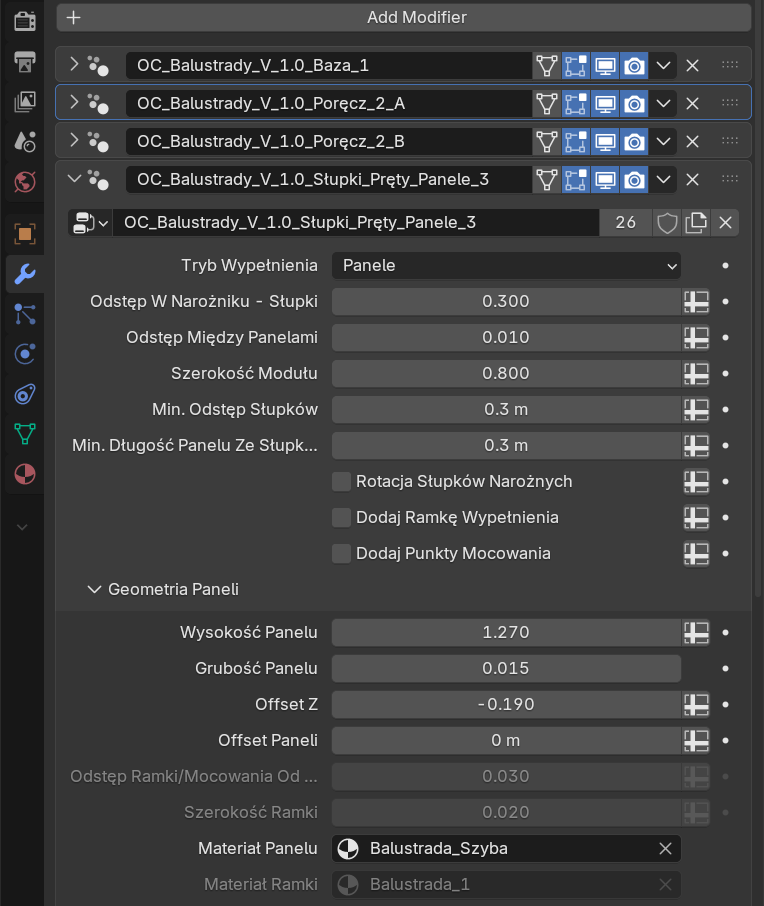 Add Modifier
OC_Balustrady_V_1.0_Baza_1
OC_Balustrady_V_1.0_Poręcz_2_A
OC_Balustrady_V_1.0_Poręcz_2_B
OC_Balustrady_V_1.0_Słupki_Pręty_Panele_3
OC_Balustrady_V_1.0_Słupki_Pręty_Panele_3 26
Tryb Wypełnienia Panele
Odstęp W Narożniku - Słupki 0.300
Odstęp Między Panelami 0.010
Szerokość Modułu 0.800
Min. Odstęp Słupków 0.3 m
Min. Długość Panelu Ze Słupk... 0.3 m
Rotacja Słupków Narożnych
Dodaj Ramkę Wypełnienia
Dodaj Punkty Mocowania
Geometria Paneli
Wysokość Panelu 1.270
Grubość Panelu 0.015
Offset Z -0.190
Offset Paneli 0 m
Odstęp Ramki/Mocowania Od ... 0.030
Szerokość Ramki 0.020
Materiał Panelu Balustrada_Szyba
Materiał Ramki Balustrada_1